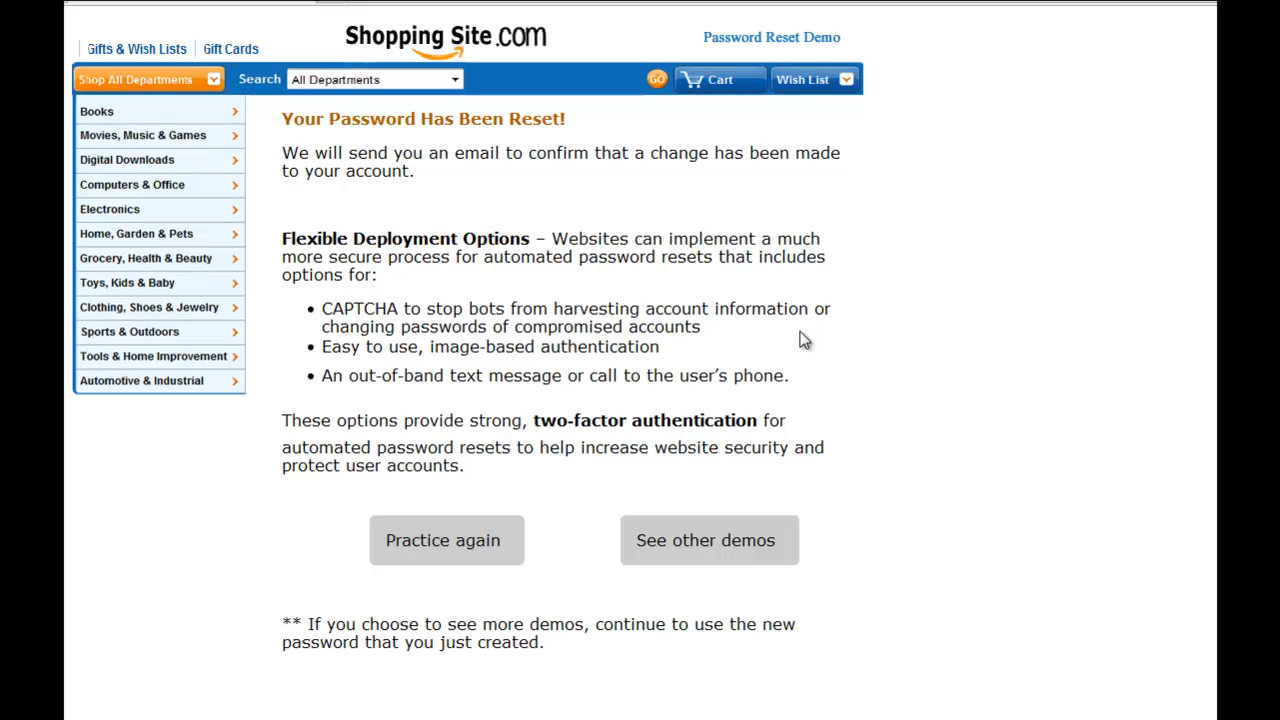 Gifts & Wish Lists
Gift Cards
Shopping Site.com
Password Reset Demo
Shop All Departments
Search
All Departments
GO
Cart
Wish List
Books
Movies, Music & Games
Digital Downloads
Computers & Office
Electronics
Home, Garden & Pets
Grocery, Health & Beauty
Toys, Kids & Baby
Clothing, Shoes & Jewelry
Sports & Outdoors
Tools & Home Improvement
Automotive & Industrial
Your Password Has Been Reset!
We will send you an email to confirm that a change has been made
to your account.
Flexible Deployment Options – Websites can implement a much
more secure process for automated password resets that includes
options for:
• CAPTCHA to stop bots from harvesting account information or
changing passwords of compromised accounts
• Easy to use, image-based authentication
• An out-of-band text message or call to the user’s phone.
These options provide strong, two-factor authentication for
automated password resets to help increase website security and
protect user accounts.
Practice again
See other demos
** If you choose to see more demos, continue to use the new
password that you just created.